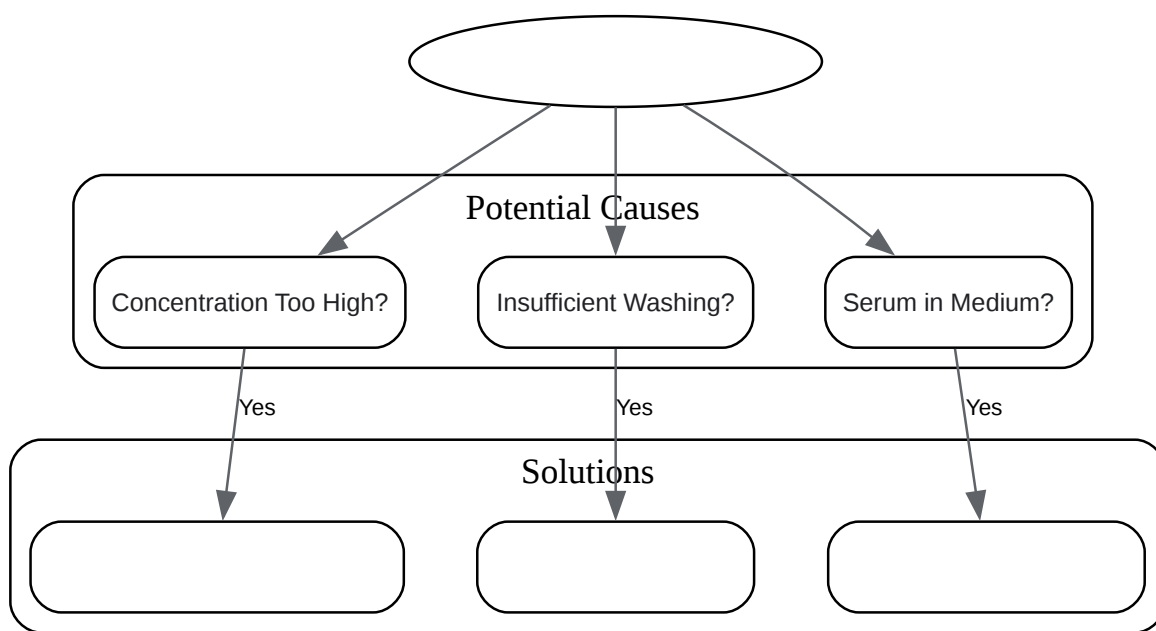 Potential Causes
Concentration Too High?
Insufficient Washing?
Serum in Medium?
Yes
Yes
Yes
Solutions